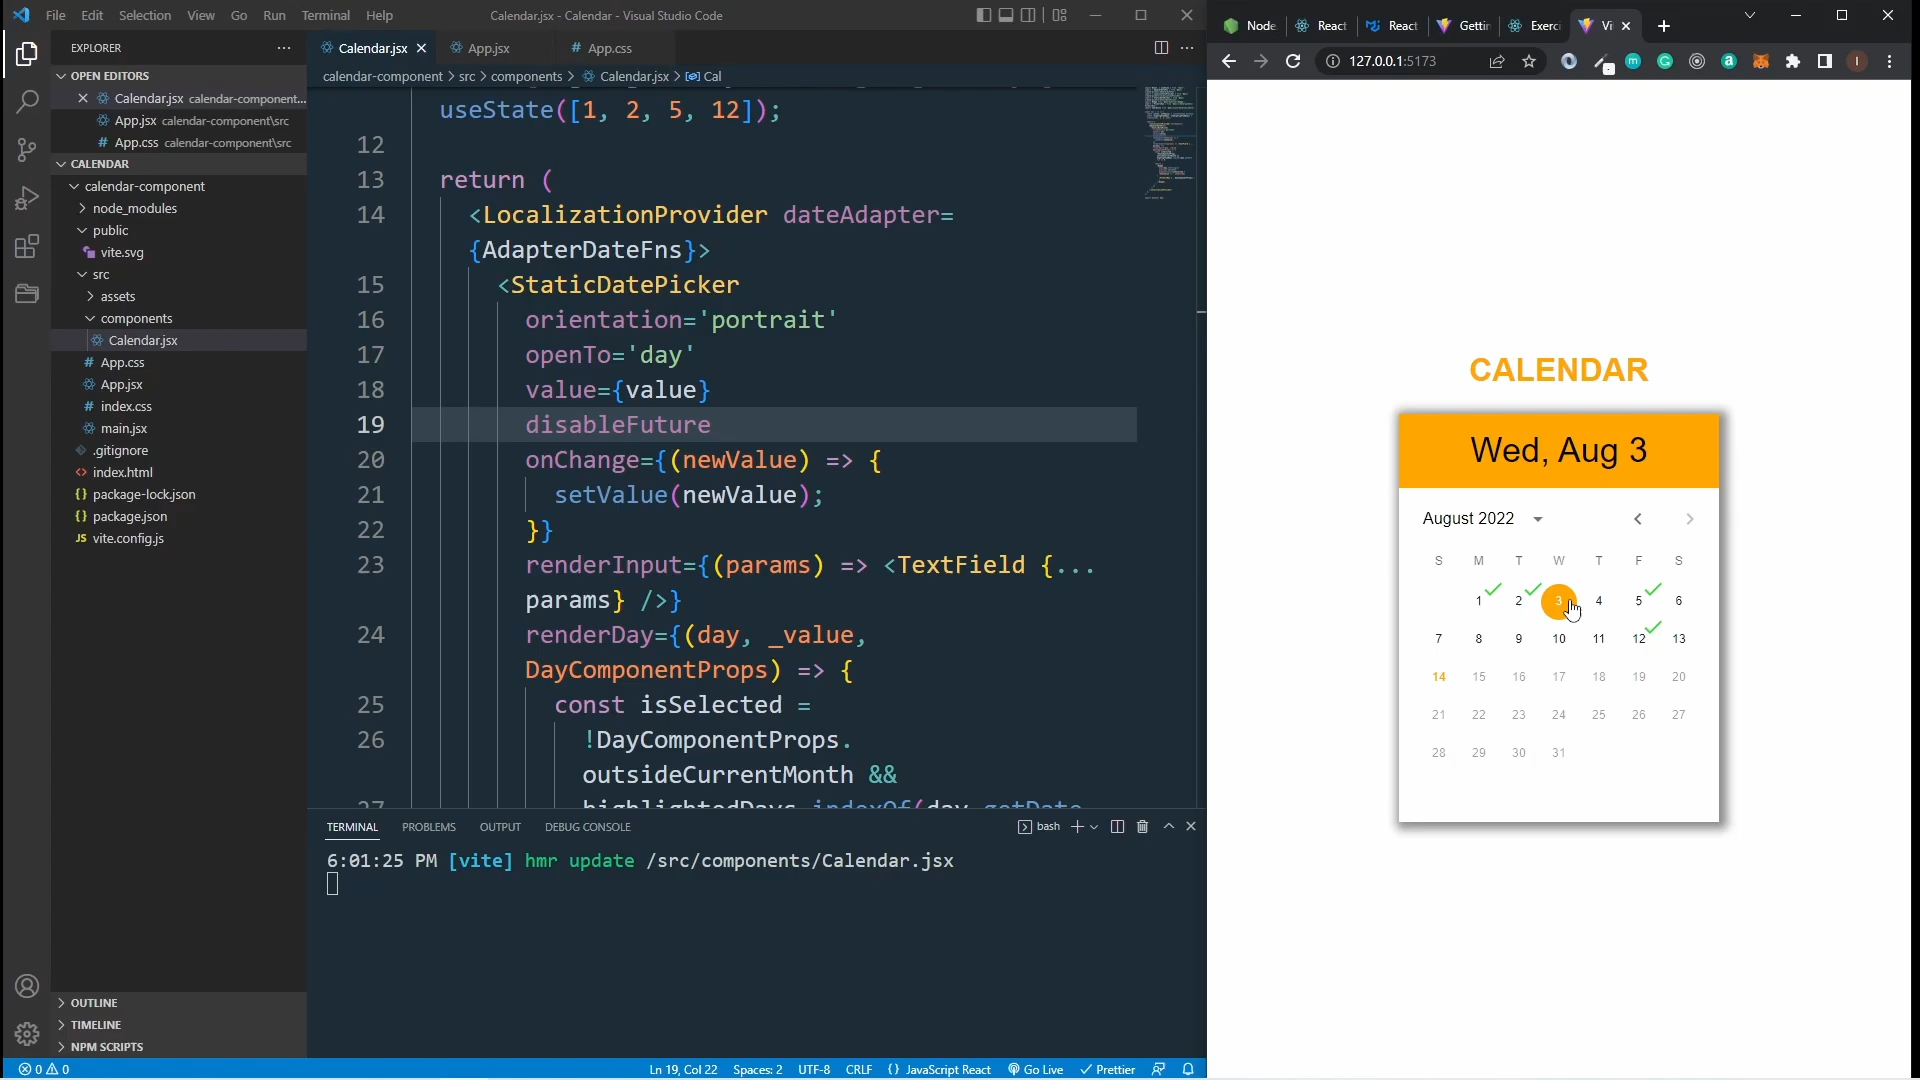 File Edit Selection View Go Run Terminal Help
Calendar.jsx - Calendar - Visual Studio Code
EXPLORER
OPEN EDITORS
Calendar.jsx calendar-component...
App.jsx calendar-component\src
App.css calendar-component\src
CALENDAR
calendar-component
node_modules
public
vite.svg
src
assets
components
Calendar.jsx
App.css
App.jsx
index.css
main.jsx
.gitignore
index.html
package-lock.json
package.json
vite.config.js
OUTLINE
TIMELINE
NPM SCRIPTS
Calendar.jsx App.jsx App.css
calendar-component > src > components > Calendar.jsx > Cal
useState([1, 2, 5, 12]);
12
13 return (
14 <LocalizationProvider dateAdapter=
{AdapterDateFns}>
15 <StaticDatePicker
16 orientation='portrait'
17 openTo='day'
18 value={value}
19 disableFuture
20 onChange={(newValue) => {
21 setValue(newValue);
22 }}
23 renderInput={(params) => <TextField {...
params} />}
24 renderDay={(day, _value,
DayComponentProps) => {
25 const isSelected =
26 !DayComponentProps.
outsideCurrentMonth &&
27 highlightedDays.indexOf(day.getDate
TERMINAL PROBLEMS OUTPUT DEBUG CONSOLE
bash
6:01:25 PM [vite] hmr update /src/components/Calendar.jsx
0 0
Ln 19, Col 22 Spaces: 2 UTF-8 CRLF {} JavaScript React Go Live Prettier
Node React React Gettin Exerci Vi
127.0.0.1:5173
CALENDAR
Wed, Aug 3
August 2022
S M T W T F S
1 2 3 4 5 6
7 8 9 10 11 12 13
14 15 16 17 18 19 20
21 22 23 24 25 26 27
28 29 30 31